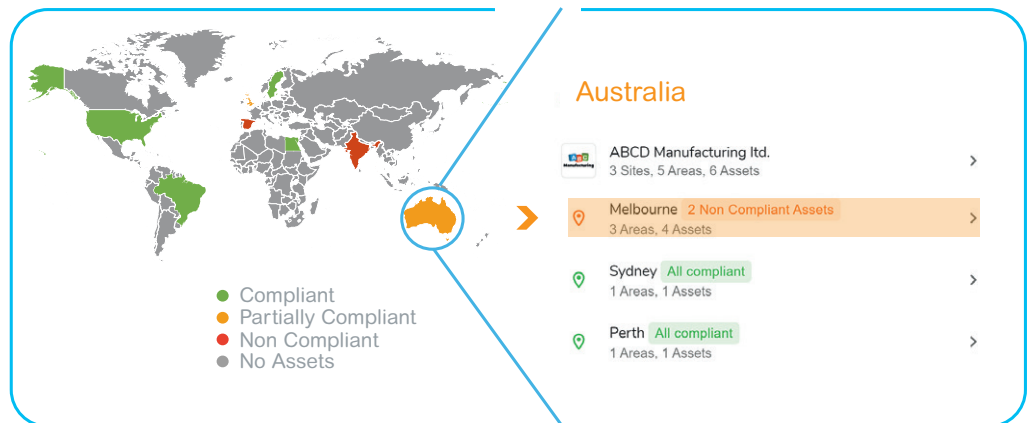 Australia
ABC
Manufacturing
ABCD Manufacturing ltd.
3 Sites, 5 Areas, 6 Assets
Melbourne 2 Non Compliant Assets
3 Areas, 4 Assets
Sydney All compliant
1 Areas, 1 Assets
Perth All compliant
1 Areas, 1 Assets
Compliant
Partially Compliant
Non Compliant
No Assets